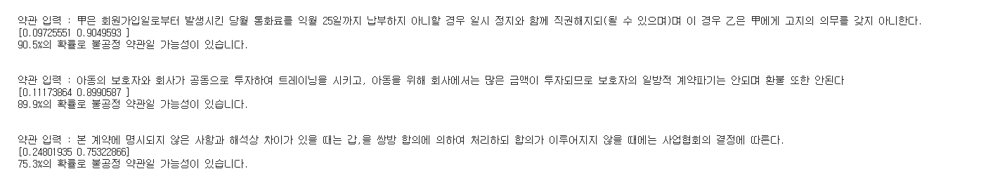 약관 입력 : 甲은 회원가입일로부터 발생시킨 당월 통화료를 익월 25일까지 납부하지 아니할 경우 일시 정지와 함께 직권해지되(될 수 있으며)며 이 경우 乙은 甲에게 고지의 의무를 갖지 아니한다.
[0.09725551 0.9049593 ]
90.5%의 확률로 불공정 약관일 가능성이 있습니다.
약관 입력 : 아동의 보호자와 회사가 공동으로 투자하여 트레이닝을 시키고, 아동을 위해 회사에서는 많은 금액이 투자되므로 보호자의 일방적 계약파기는 안되며 환불 또한 안된다
[0.11173864 0.8990587 ]
89.9%의 확률로 불공정 약관일 가능성이 있습니다.
약관 입력 : 본 계약에 명시되지 않은 사항과 해석상 차이가 있을 때는 갑,을 쌍방 합의에 의하여 처리하되 합의가 이루어지지 않을 때에는 사업협회의 결정에 따른다.
[0.24801935 0.75322866]
75.3%의 확률로 불공정 약관일 가능성이 있습니다.